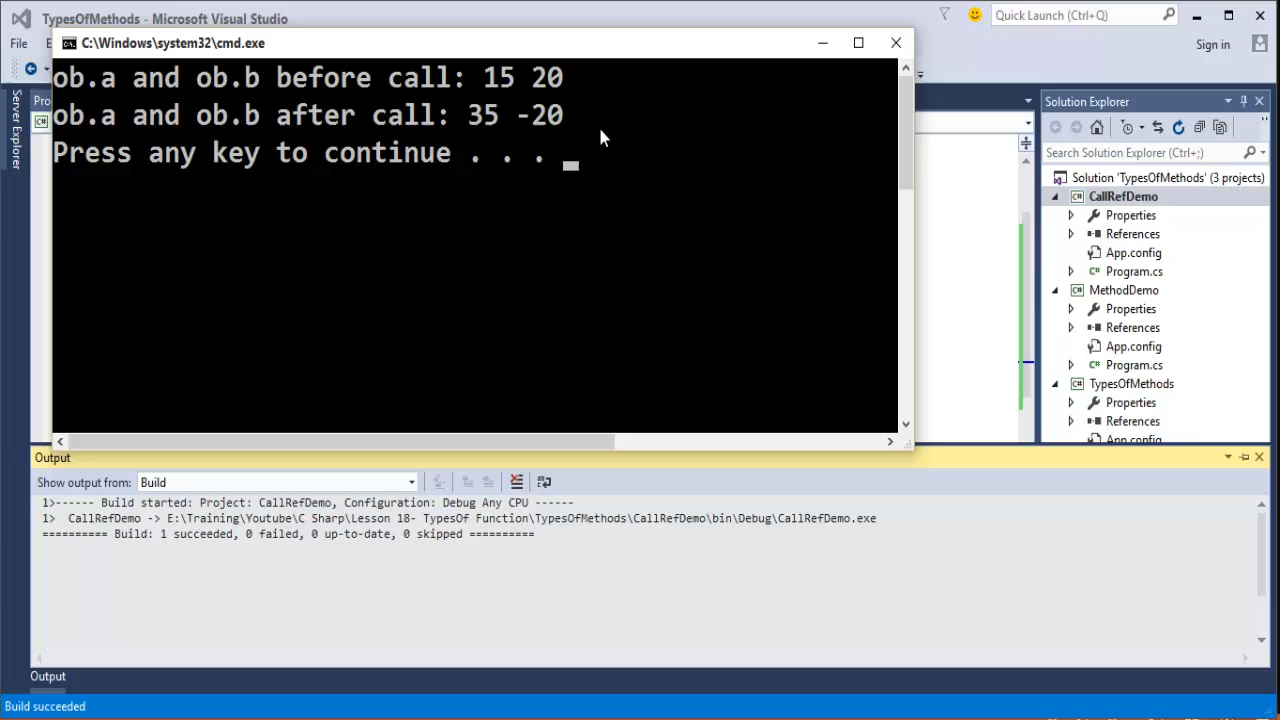 TypesOfMethods - Microsoft Visual Studio
Quick Launch (Ctrl+Q)
File
Sign in
C:\Windows\system32\cmd.exe
ob.a and ob.b before call: 15 20
ob.a and ob.b after call: 35 -20
Press any key to continue . . .
Server Explorer
Pro
Solution Explorer
Search Solution Explorer (Ctrl+;)
Solution 'TypesOfMethods' (3 projects)
CallRefDemo
Properties
References
App.config
Program.cs
MethodDemo
Properties
References
App.config
Program.cs
TypesOfMethods
Properties
References
App.config
Output
Show output from: Build
1>------ Build started: Project: CallRefDemo, Configuration: Debug Any CPU ------
1>  CallRefDemo -> E:\Training\Youtube\C Sharp\Lesson 18- TypesOf Function\TypesOfMethods\CallRefDemo\bin\Debug\CallRefDemo.exe
========== Build: 1 succeeded, 0 failed, 0 up-to-date, 0 skipped ==========
Output
Build succeeded